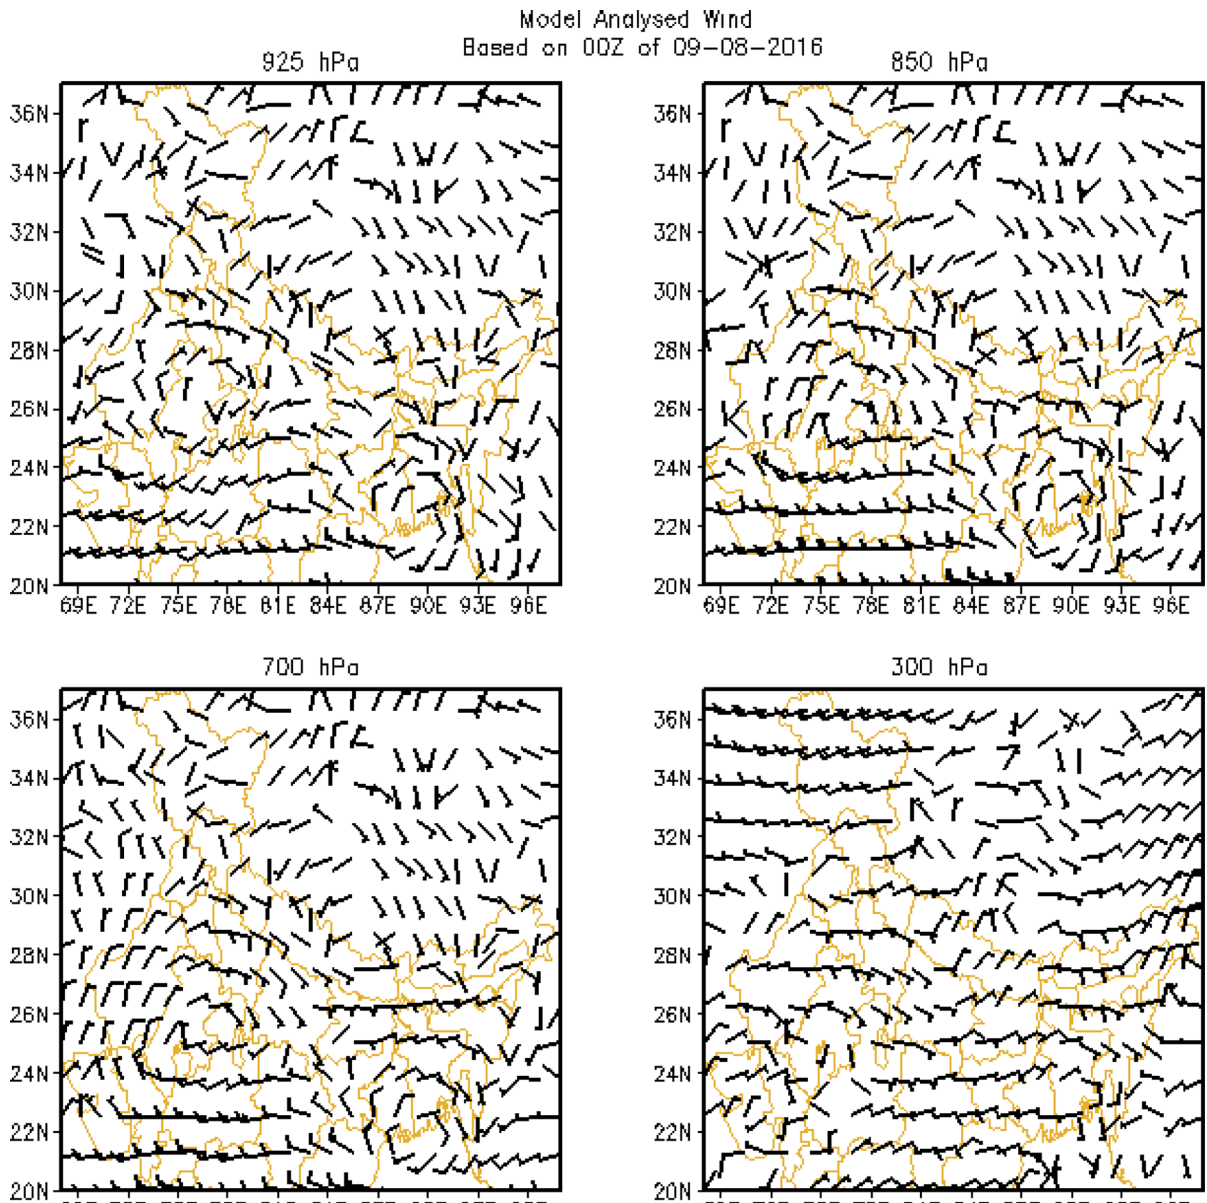 Model Analysed Wind
Based on 00Z of 09-08-2016
925 hPa
36N
34N
32N
30N
28N
26N
24N
22N
20N
69E 72E 75E 78E 81E 84E 87E 90E 93E 96E
850 hPa
36N
34N
32N
30N
28N
26N
24N
22N
20N
69E 72E 75E 78E 81E 84E 87E 90E 93E 96E
700 hPa
36N
34N
32N
30N
28N
26N
24N
22N
20N
300 hPa
36N
34N
32N
30N
28N
26N
24N
22N
20N